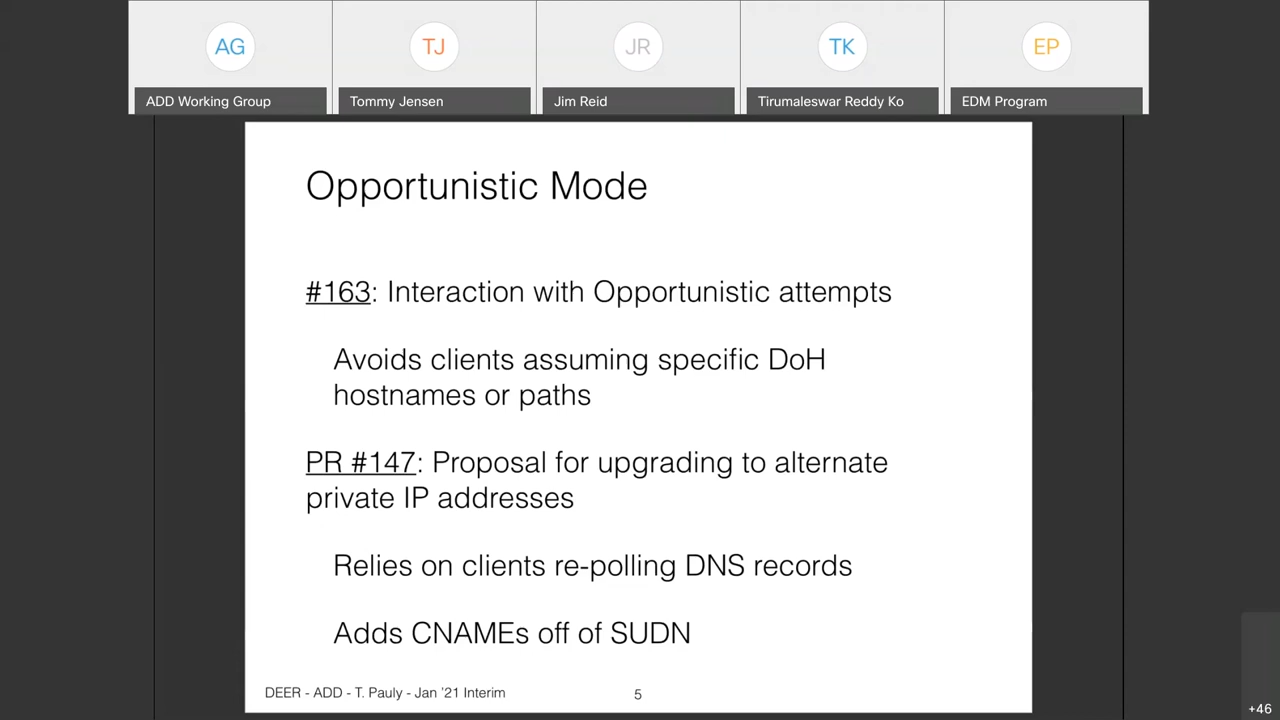 AG
TJ
JR
TK
EP
ADD Working Group
Tommy Jensen
Jim Reid
Tirumaleswar Reddy Ko
EDM Program
Opportunistic Mode
#163: Interaction with Opportunistic attempts
Avoids clients assuming specific DoH
hostnames or paths
PR #147: Proposal for upgrading to alternate
private IP addresses
Relies on clients re-polling DNS records
Adds CNAMEs off of SUDN
DEER - ADD - T. Pauly - Jan '21 Interim
5
+46